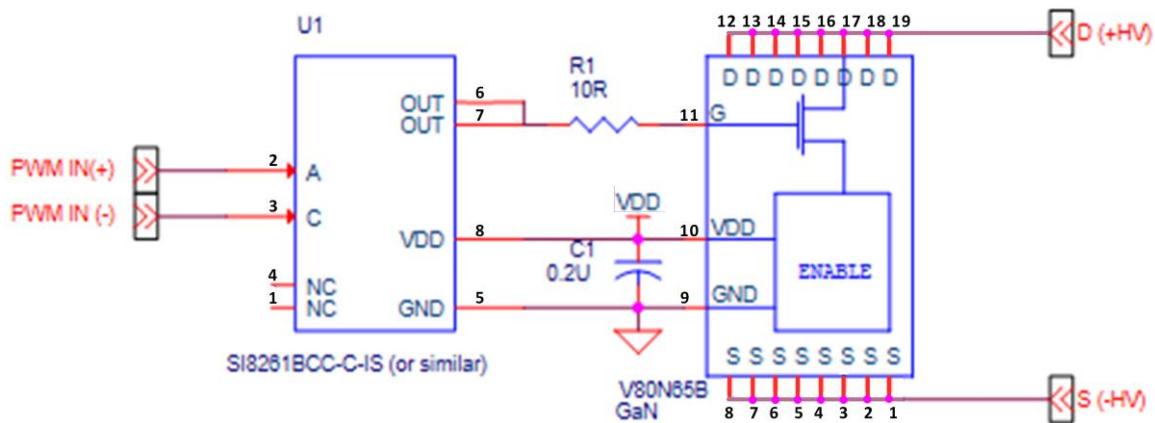 U1
12 13 14 15 16 17 18 19
D (+HV)
D D D D D D D D
R1
10R
OUT 6
OUT 7
11 G
PWM IN(+) 2 A
PWM IN (-) 3 C
VDD
VDD 8
10 VDD
C1
0.2U
ENABLE
4 NC
1 NC
GND 5
9 GND
S S S S S S S S
SI8261BCC-C-IS (or similar)
V80N65B
GaN
8 7 6 5 4 3 2 1
S (-HV)